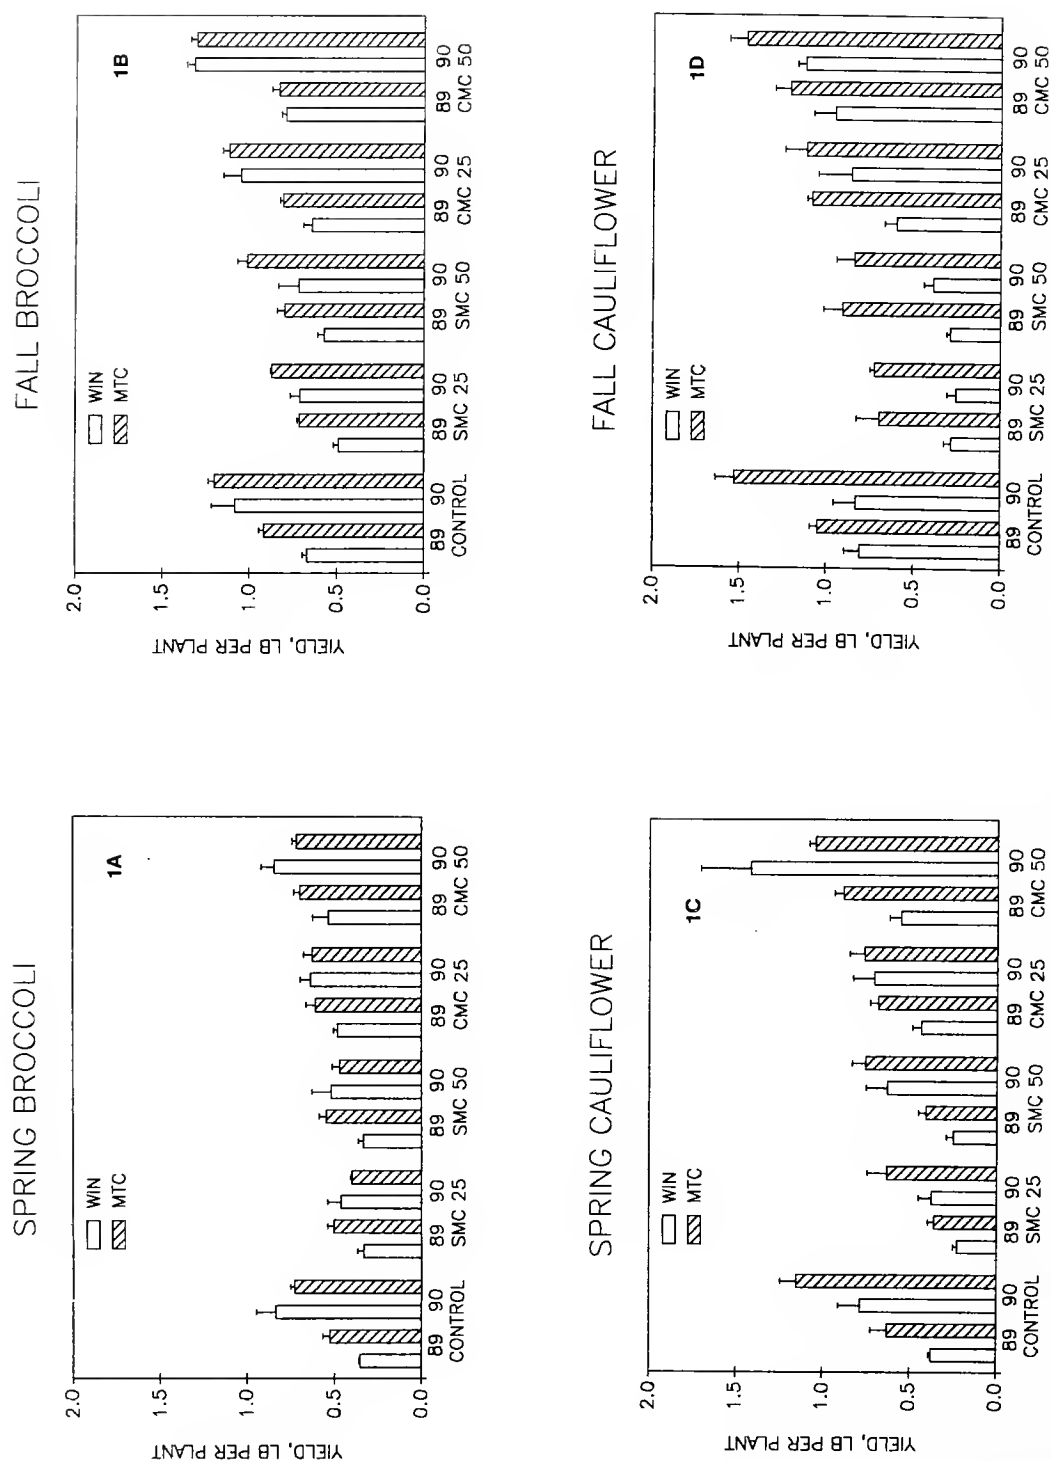 SPRING BROCCOLI
YIELD, LB PER PLANT
2.0
1.5
1.0
0.5
0.0
WIN
MTC
1A
89 90 89 90 89 90 89 90 89 90
CONTROL SMC 25 SMC 50 CMC 25 CMC 50
FALL BROCCOLI
YIELD, LB PER PLANT
2.0
1.5
1.0
0.5
0.0
WIN
MTC
1B
89 90 89 90 89 90 89 90 89 90
CONTROL SMC 25 SMC 50 CMC 25 CMC 50
SPRING CAULIFLOWER
YIELD, LB PER PLANT
2.0
1.5
1.0
0.5
0.0
WIN
MTC
1C
89 90 89 90 89 90 89 90 89 90
CONTROL SMC 25 SMC 50 CMC 25 CMC 50
FALL CAULIFLOWER
YIELD, LB PER PLANT
2.0
1.5
1.0
0.5
0.0
WIN
MTC
1D
89 90 89 90 89 90 89 90 89 90
CONTROL SMC 25 SMC 50 CMC 25 CMC 50